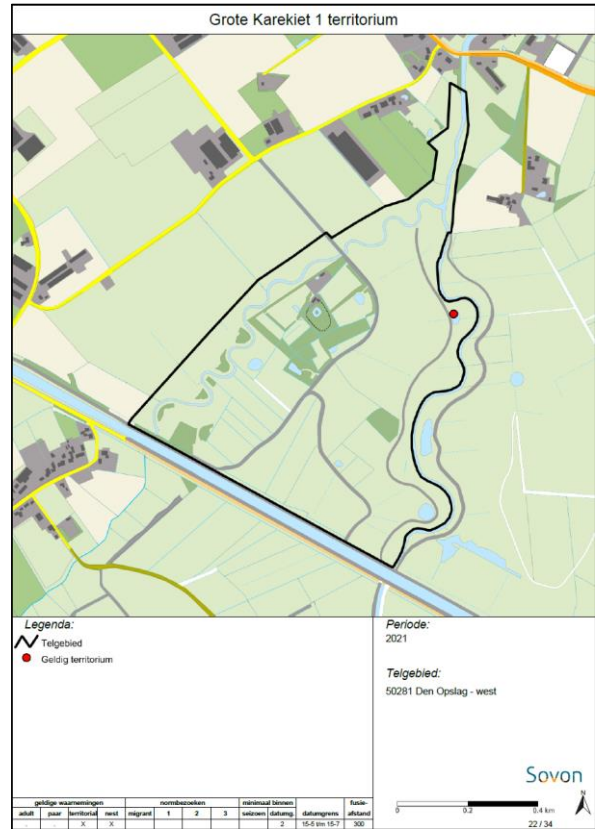 Grote Karekiet 1 territorium
Legenda:
Telgebied
Geldig territorium
Periode:
2021
Telgebied:
50281 Den Opslag - west
Sovon
N
0 0.2 0.4 km
22 / 34
geldige waarnemingen normbezoeken minimaal binnen fusie-
adult paar territoriaal nest migrant 1 2 3 seizoen datumg. datumgrens afstand
. . X X 2 15-5 t/m 15-7 300